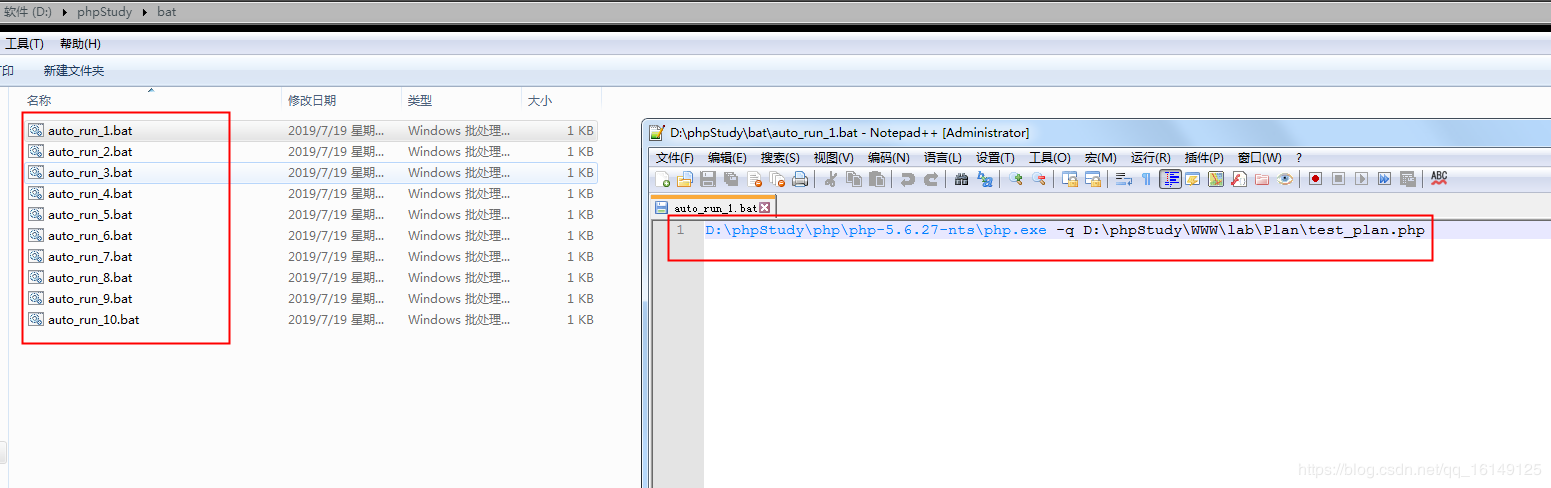 软件 (D:) ▸ phpStudy ▸ bat
工具(T) 帮助(H)
印 新建文件夹
名称 修改日期 类型 大小
auto_run_1.bat 2019/7/19 星期... Windows 批处理... 1 KB
auto_run_2.bat 2019/7/19 星期... Windows 批处理... 1 KB
auto_run_3.bat 2019/7/19 星期... Windows 批处理... 1 KB
auto_run_4.bat 2019/7/19 星期... Windows 批处理... 1 KB
auto_run_5.bat 2019/7/19 星期... Windows 批处理... 1 KB
auto_run_6.bat 2019/7/19 星期... Windows 批处理... 1 KB
auto_run_7.bat 2019/7/19 星期... Windows 批处理... 1 KB
auto_run_8.bat 2019/7/19 星期... Windows 批处理... 1 KB
auto_run_9.bat 2019/7/19 星期... Windows 批处理... 1 KB
auto_run_10.bat 2019/7/19 星期... Windows 批处理... 1 KB
D:\phpStudy\bat\auto_run_1.bat - Notepad++ [Administrator]
文件(F) 编辑(E) 搜索(S) 视图(V) 编码(N) 语言(L) 设置(T) 工具(O) 宏(M) 运行(R) 插件(P) 窗口(W) ?
ABC
auto_run_1.bat
1 D:\phpStudy\php\php-5.6.27-nts\php.exe -q D:\phpStudy\WWW\lab\Plan\test_plan.php
https://blog.csdn.net/qq_16149125